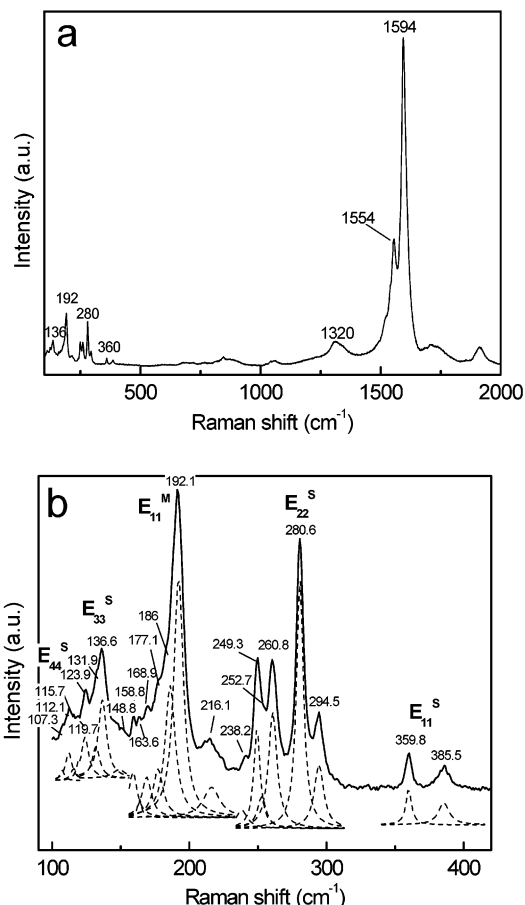 a
1594
1554
192
136
280
360
1320
Intensity (a.u.)
500 1000 1500 2000
Raman shift (cm⁻¹)
b
192.1
E₁₁ᴹ
E₂₂ˢ
280.6
E₃₃ˢ
136.6
E₄₄ˢ
131.9
123.9
115.7
112.1
107.3
119.7
148.8
158.8
163.6
168.9
177.1
186
216.1
238.2
249.3
252.7
260.8
294.5
E₁₁ˢ
359.8
385.5
Intensity (a.u.)
100 200 300 400
Raman shift (cm⁻¹)